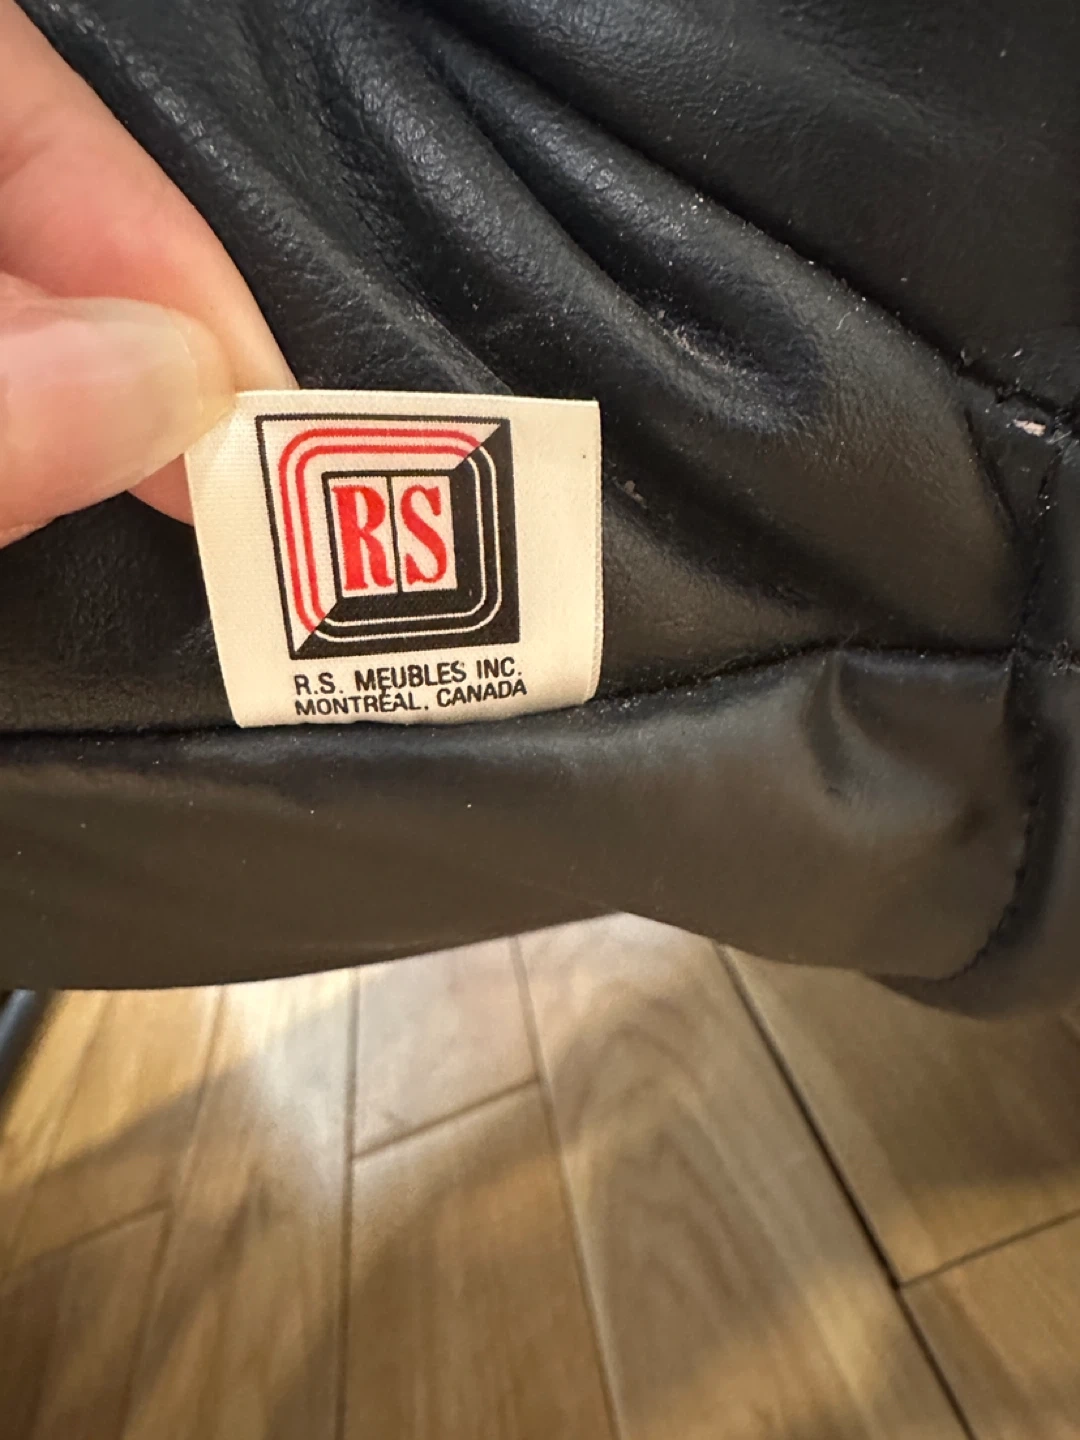 RS
R.S. MEUBLES INC.
MONTRÉAL, CANADA